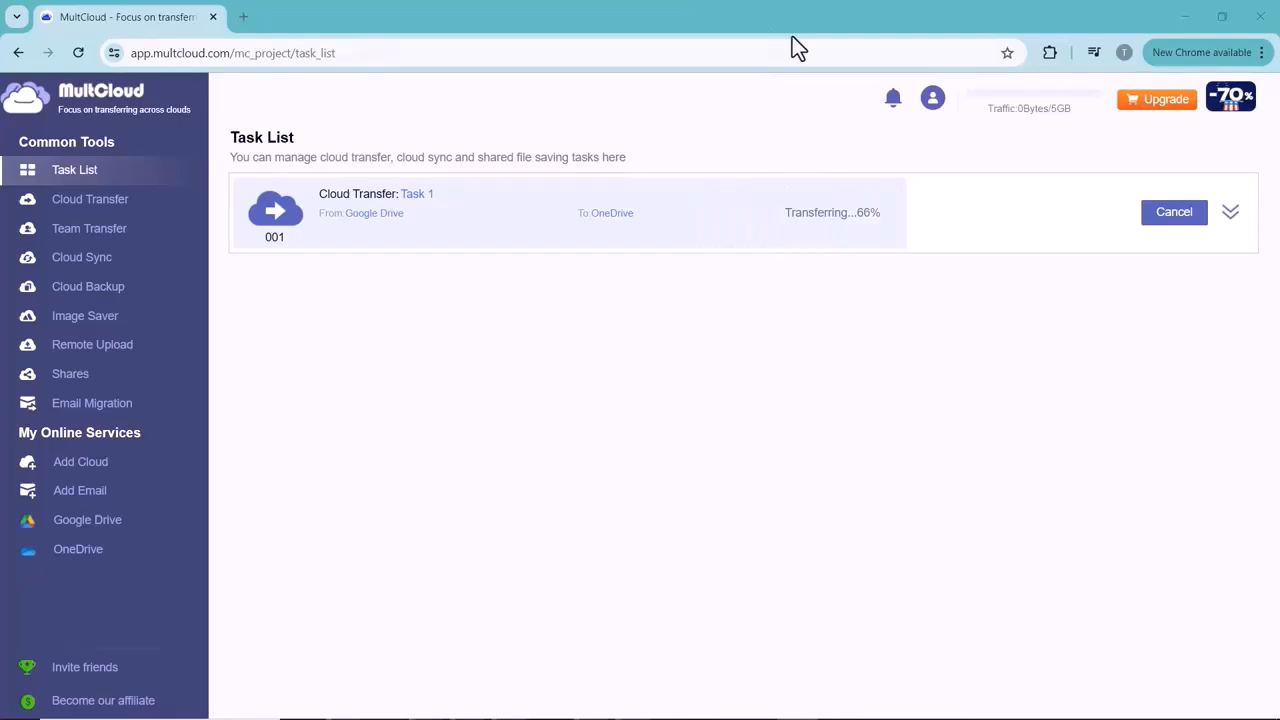 MultCloud - Focus on transferr
app.multcloud.com/mc_project/task_list
T
New Chrome available
MultCloud
Focus on transferring across clouds
Traffic:0Bytes/5GB
Upgrade
-70%
Common Tools
Task List
Cloud Transfer
Team Transfer
Cloud Sync
Cloud Backup
Image Saver
Remote Upload
Shares
Email Migration
My Online Services
Add Cloud
Add Email
Google Drive
OneDrive
Invite friends
Become our affiliate
Task List
You can manage cloud transfer, cloud sync and shared file saving tasks here
Cloud Transfer: Task 1
From:Google Drive
To:OneDrive
Transferring...66%
Cancel
001